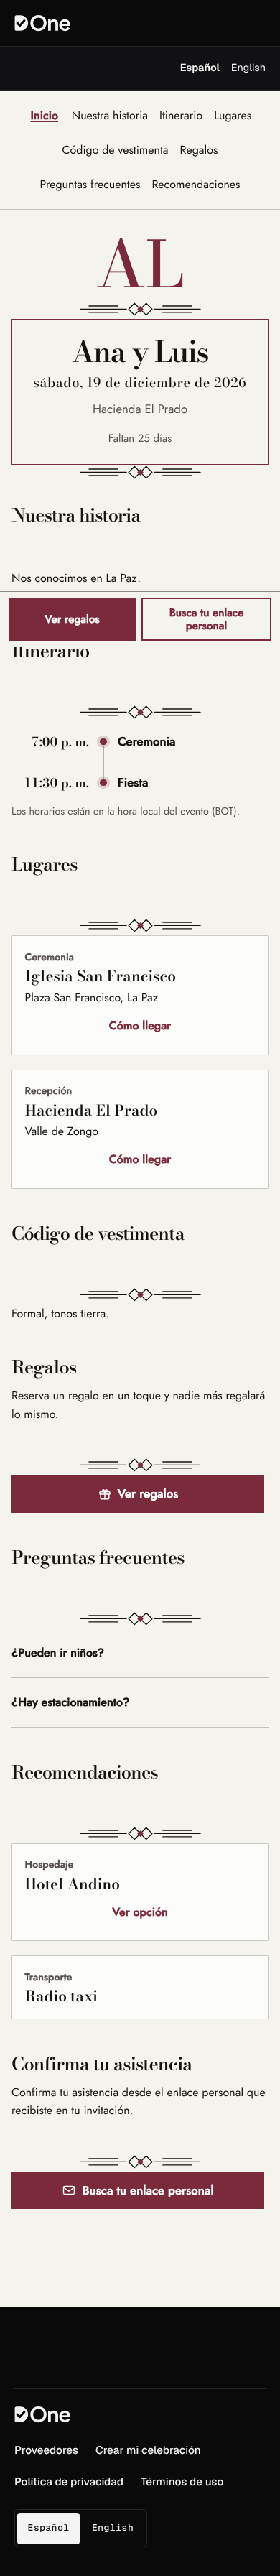 One
Español English
Inicio Nuestra historia Itinerario Lugares
Código de vestimenta Regalos
Preguntas frecuentes Recomendaciones
AL
Ana y Luis
sábado, 19 de diciembre de 2026
Hacienda El Prado
Faltan 25 días
Nuestra historia
Nos conocimos en La Paz.
Ver regalos
Busca tu enlace
personal
Itinerario
7:00 p. m. Ceremonia
11:30 p. m. Fiesta
Los horarios están en la hora local del evento (BOT).
Lugares
Ceremonia
Iglesia San Francisco
Plaza San Francisco, La Paz
Cómo llegar
Recepción
Hacienda El Prado
Valle de Zongo
Cómo llegar
Código de vestimenta
Formal, tonos tierra.
Regalos
Reserva un regalo en un toque y nadie más regalará
lo mismo.
Ver regalos
Preguntas frecuentes
¿Pueden ir niños?
¿Hay estacionamiento?
Recomendaciones
Hospedaje
Hotel Andino
Ver opción
Transporte
Radio taxi
Confirma tu asistencia
Confirma tu asistencia desde el enlace personal que
recibiste en tu invitación.
Busca tu enlace personal
One
Proveedores Crear mi celebración
Política de privacidad Términos de uso
Español English